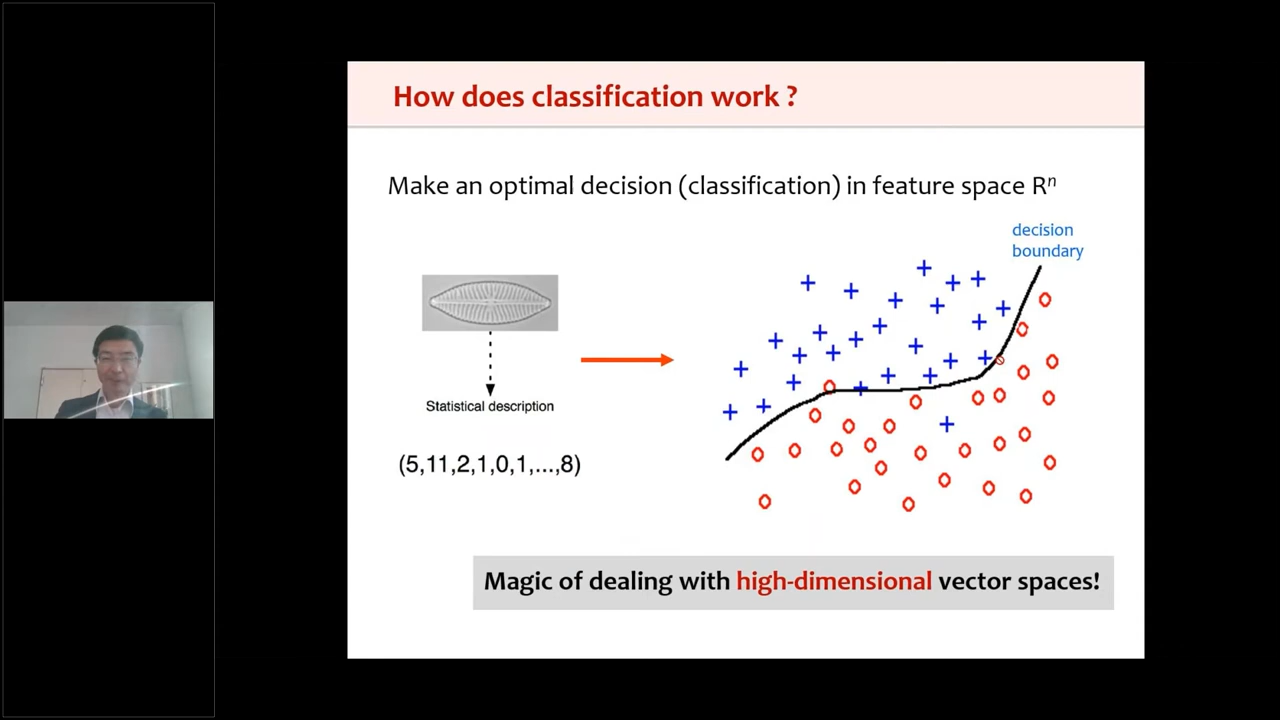 How does classification work ?
Make an optimal decision (classification) in feature space Rⁿ
decision
boundary
Statistical description
(5,11,2,1,0,1,...,8)
Magic of dealing with high-dimensional vector spaces!